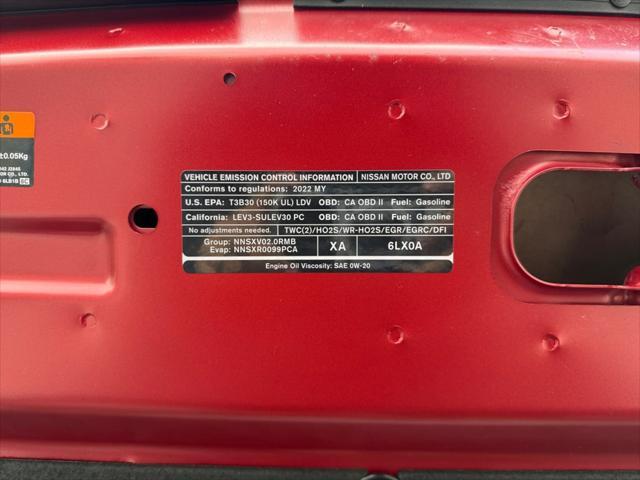 ±0.05Kg
VEHICLE EMISSION CONTROL INFORMATION NISSAN MOTOR CO., LTD
Conforms to regulations: 2022 MY
U.S. EPA: T3B30 (150K UL) LDV OBD: CA OBD II Fuel: Gasoline
California: LEV3-SULEV30 PC OBD: CA OBD II Fuel: Gasoline
No adjustments needed. TWC(2)/HO2S/WR-HO2S/EGR/EGRC/DFI
Group: NNSXV02.0RMB
Evap: NNSXR0099PCA
XA 6LX0A
Engine Oil Viscosity: SAE 0W-20